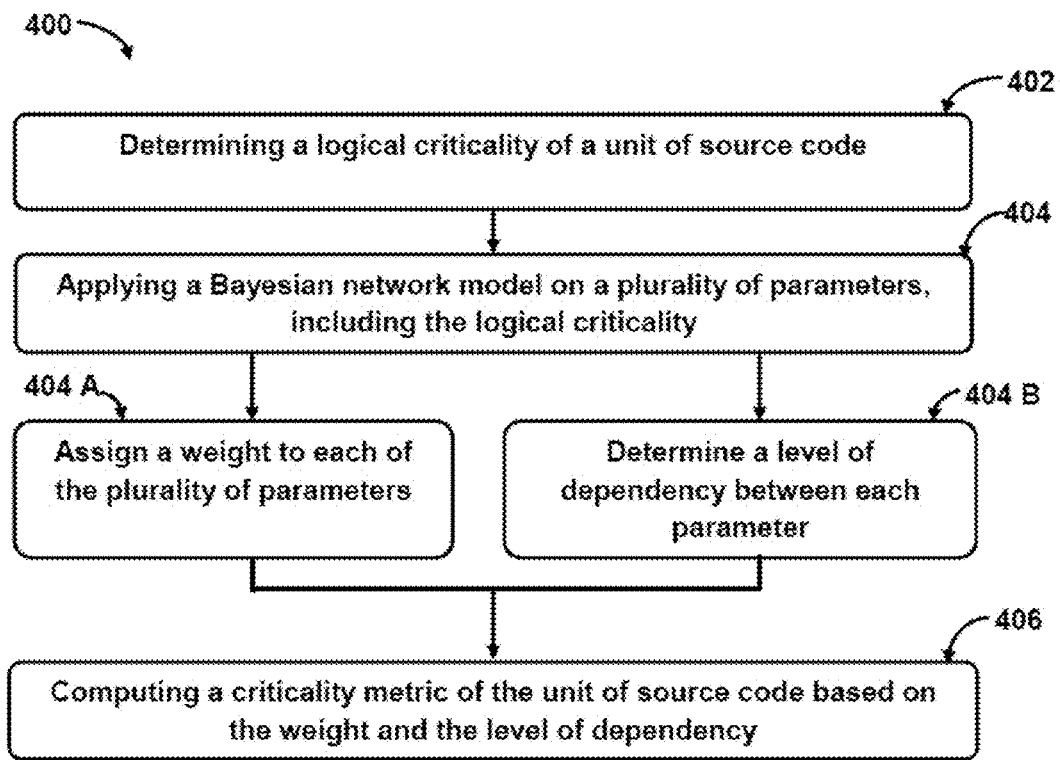 400
402
Determining a logical criticality of a unit of source code
404
Applying a Bayesian network model on a plurality of parameters,
including the logical criticality
404 A
404 B
Assign a weight to each of
the plurality of parameters
Determine a level of
dependency between each
parameter
406
Computing a criticality metric of the unit of source code based on
the weight and the level of dependency